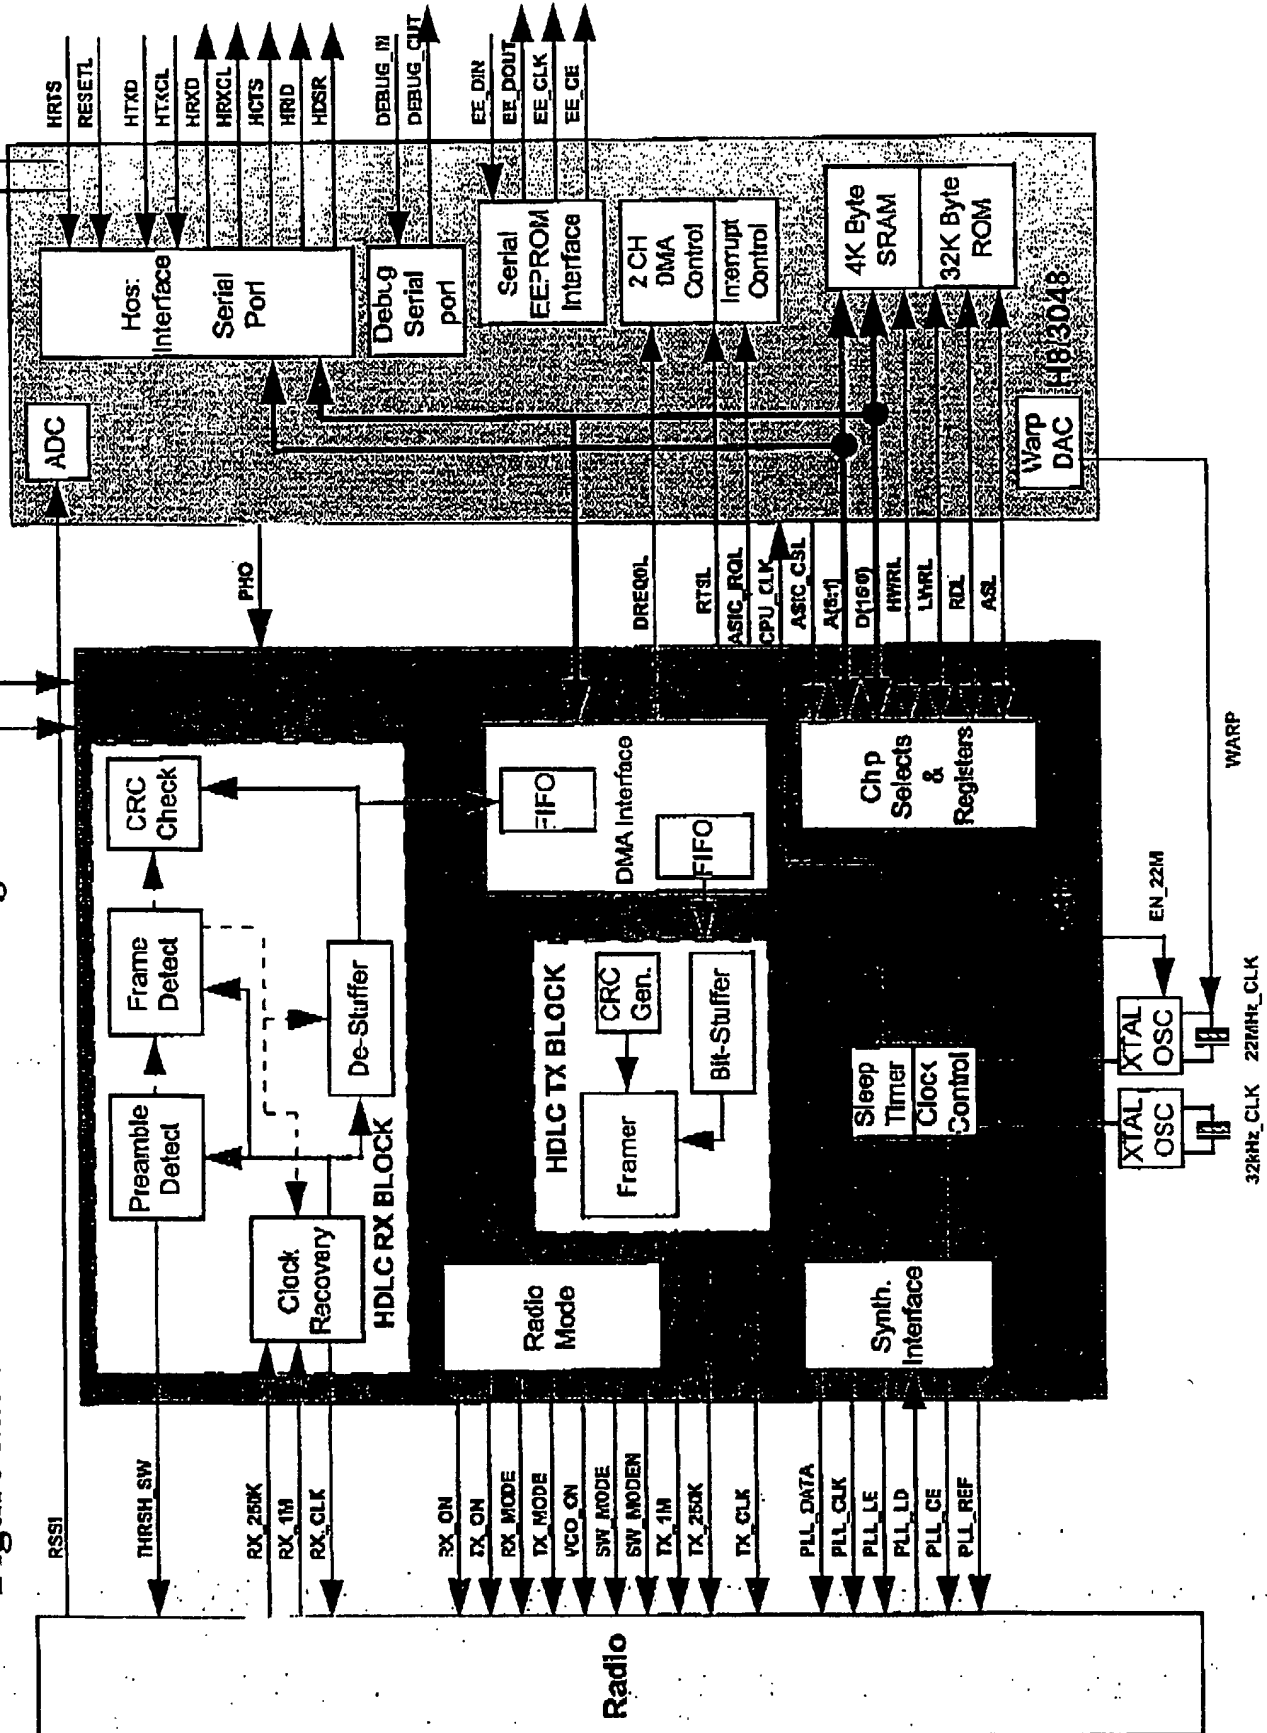 HRTS
RESETL
HTXD
HTXCL
HRXD
HRXCL
HCTS
HRID
HDSR
DEBUG_IN
DEBUG_OUT
EE_DIN
EE_DOUT
EE_CLK
EE_CE
ADC
Hos:
Interface
Serial
Port
Debug
Serial
port
Serial
EEPROM
Interface
2 CH
DMA
Control
Interrupt
Control
4K Byte
SRAM
32K Byte
ROM
H8/3048
Warp
DAC
PHO
DREQ0L
RTSL
ASIC_RQL
CPU_CLK
ASIC_CSL
HWRL
RDL
ASL
WARP
CRC
Check
Frame
Detect
Preamble
Detect
De-Stuffer
Clock
Recovery
HDLC RX BLOCK
FIFO
DMA Interface
FIFO
HDLC TX BLOCK
CRC
Gen.
Bit-Stuffer
Framer
Chp
Selects
&
Registers
Sleep
Timer
Clock
Control
Radio
Mode
Synth.
Interface
EN_22M
XTAL
OSC
22MHz_CLK
XTAL
OSC
32kHz_CLK
RSSI
THRSH_SW
RX_250K
RX_1M
RX_CLK
RX_ON
TX_ON
RX_MODE
TX_MODE
VCO_ON
SW_MODE
SW_MODEN
TX_1M
TX_250K
TX_CLK
PLL_DATA
PLL_CLK
PLL_LE
PLL_LD
PLL_CE
PLL_REF
Radio